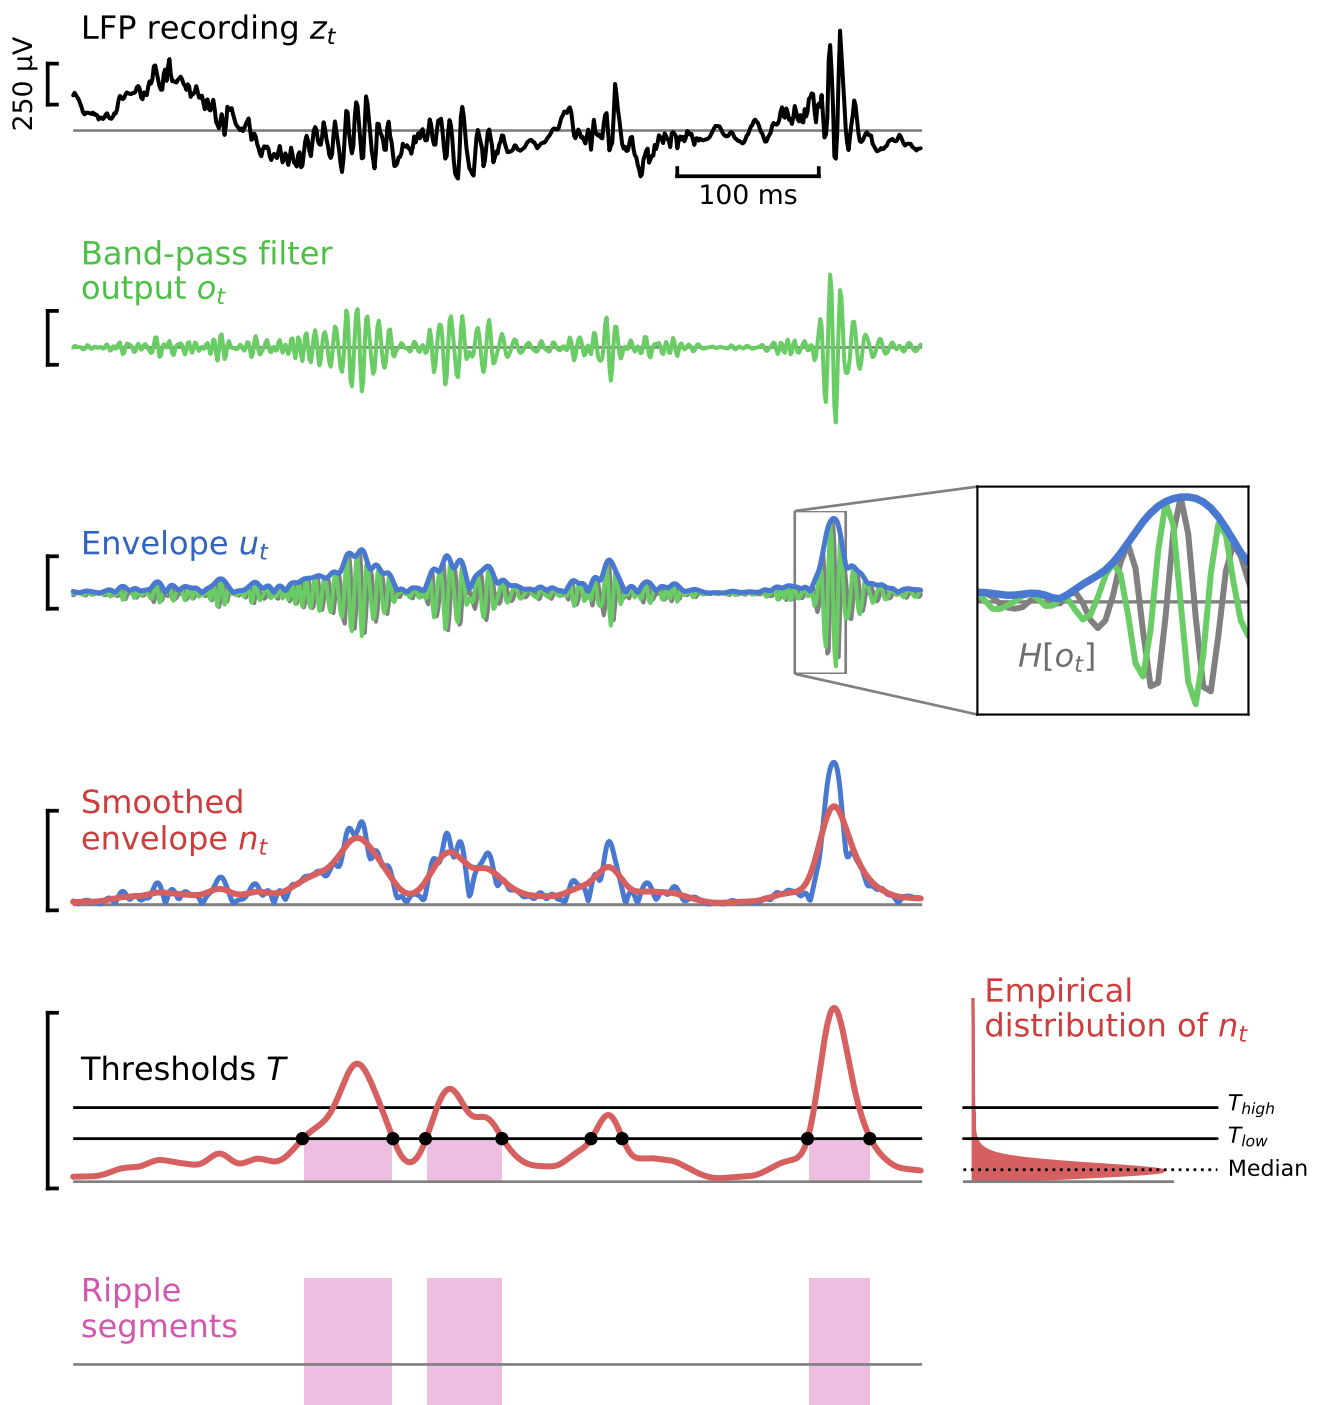 LFP recording z_t
250 µV
100 ms
Band-pass filter
output o_t
Envelope u_t
H[o_t]
Smoothed
envelope n_t
Empirical
distribution of n_t
Thresholds T
T_high
T_low
Median
Ripple
segments